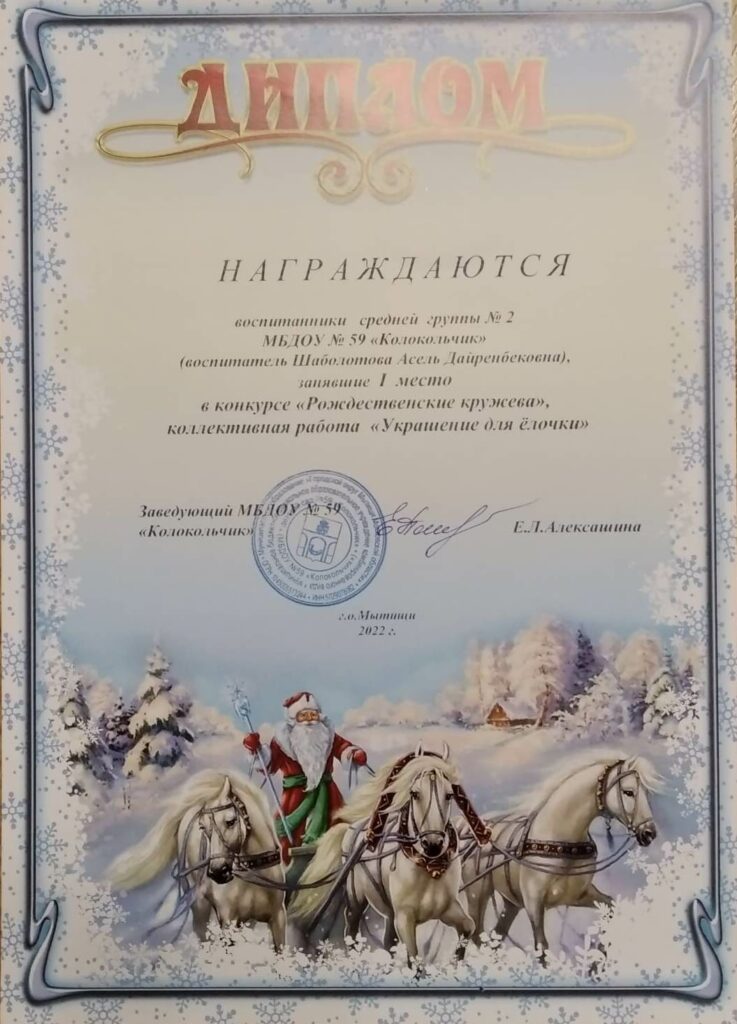 ДИПЛОМ
НАГРАЖДАЮТСЯ
воспитанники средней группы № 2
МБДОУ № 59 «Колокольчик»
(воспитатель Шаболотова Асель Дайренбековна),
занявшие I место
в конкурсе «Рождественские кружева»,
коллективная работа «Украшение для ёлочки»
Заведующий МБДОУ № 59
«Колокольчик»
Е.Л.Алексашина
г.о.Мытищи
2022 г.